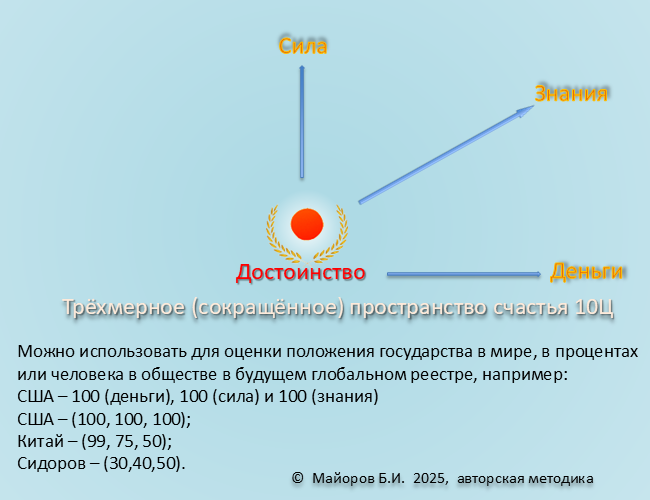 Сила
Знания
Достоинство
Деньги
Трёхмерное (сокращённое) пространство счастья 10Ц
Можно использовать для оценки положения государства в мире, в процентах
или человека в обществе в будущем глобальном реестре, например:
США – 100 (деньги), 100 (сила) и 100 (знания)
США – (100, 100, 100);
Китай – (99, 75, 50);
Сидоров – (30,40,50).
© Майоров Б.И. 2025, авторская методика